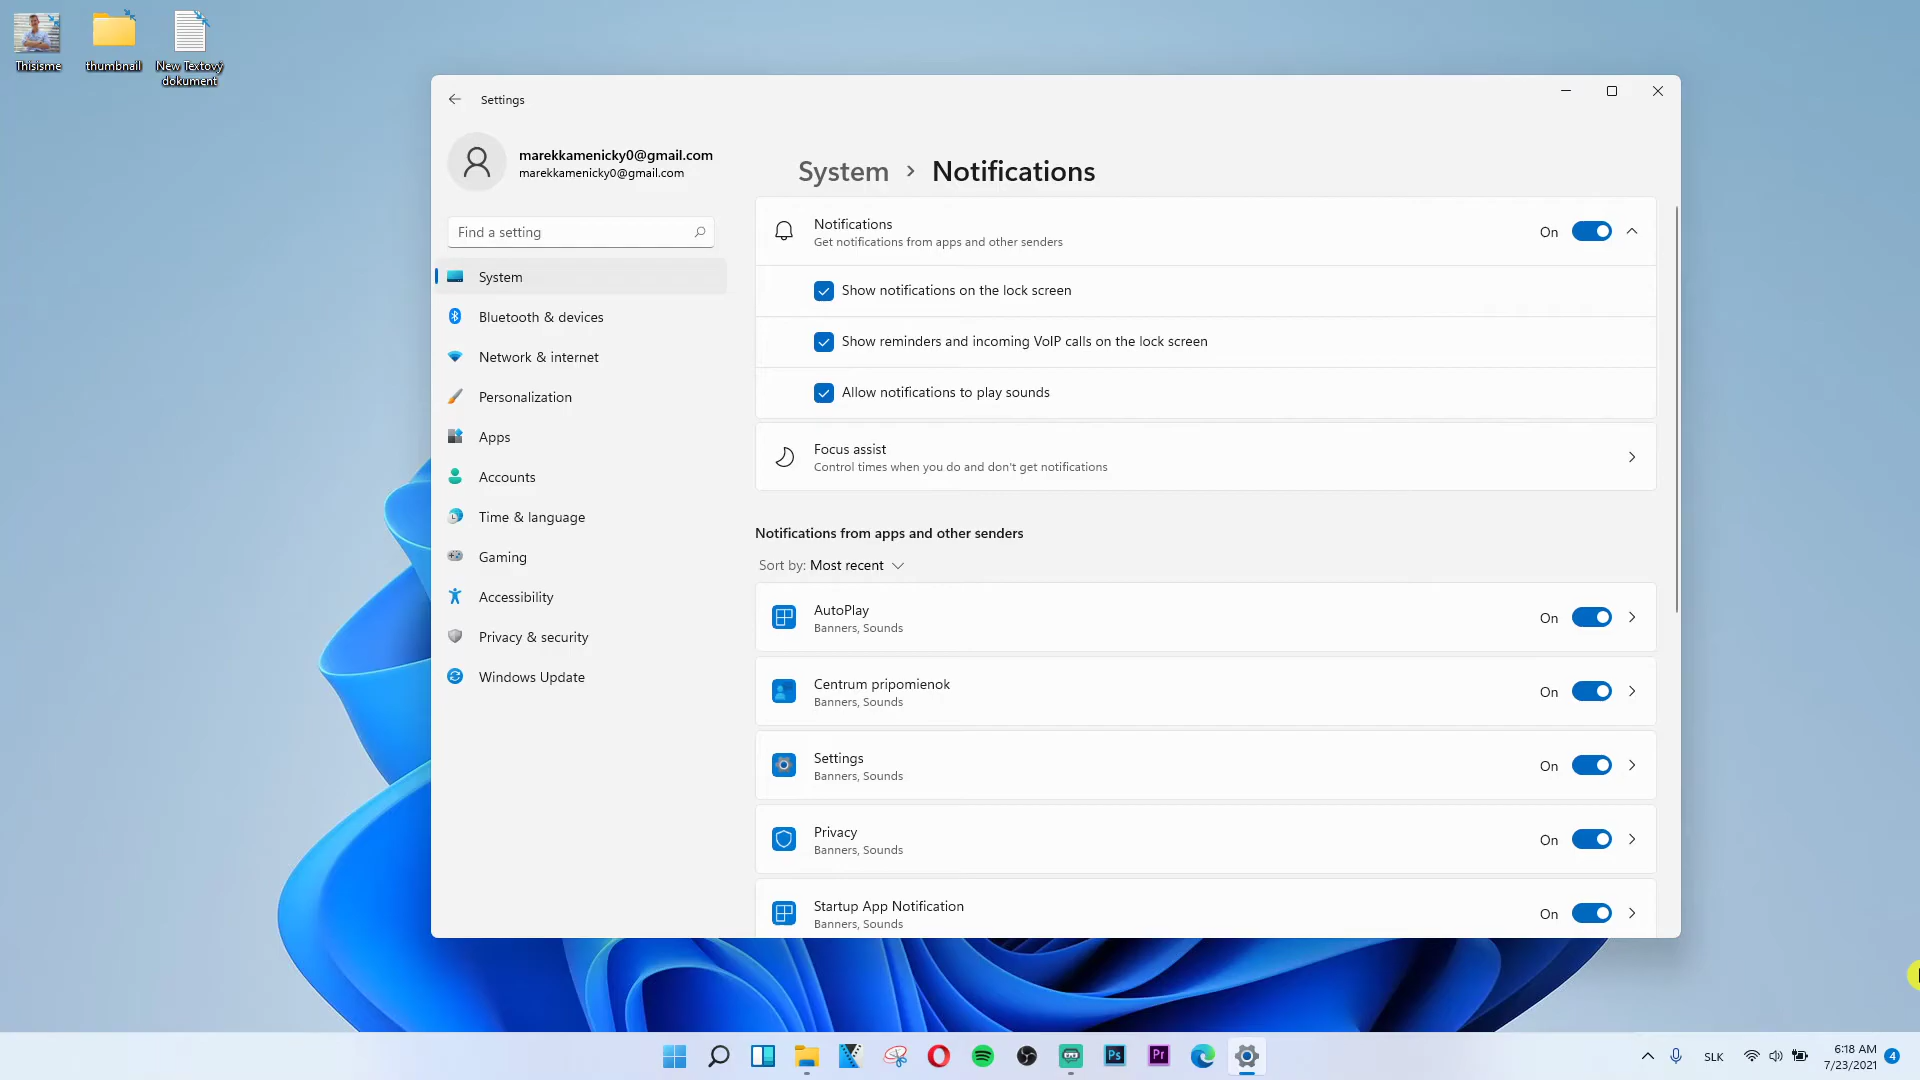 Thisisme
thumbnail
New Textový
dokument
Settings
marekkamenicky0@gmail.com
marekkamenicky0@gmail.com
Find a setting
System
Bluetooth & devices
Network & internet
Personalization
Apps
Accounts
Time & language
Gaming
Accessibility
Privacy & security
Windows Update
System › Notifications
Notifications
Get notifications from apps and other senders
On
Show notifications on the lock screen
Show reminders and incoming VoIP calls on the lock screen
Allow notifications to play sounds
Focus assist
Control times when you do and don't get notifications
Notifications from apps and other senders
Sort by: Most recent
AutoPlay
Banners, Sounds
On
Centrum pripomienok
Banners, Sounds
On
Settings
Banners, Sounds
On
Privacy
Banners, Sounds
On
Startup App Notification
Banners, Sounds
On
Ps
Pr
SLK
6:18 AM
7/23/2021
4